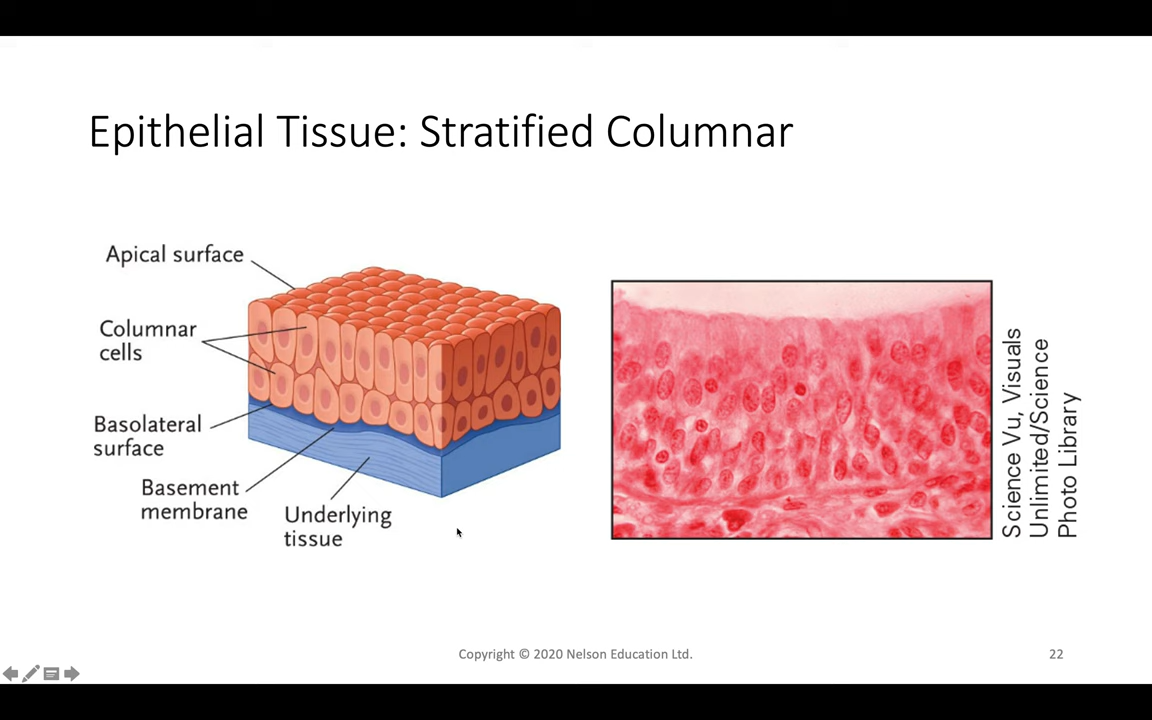 Epithelial Tissue: Stratified Columnar
Apical surface
Columnar
cells
Basolateral
surface
Basement
membrane
Underlying
tissue
Science Vu, Visuals
Unlimited/Science
Photo Library
Copyright © 2020 Nelson Education Ltd.
22